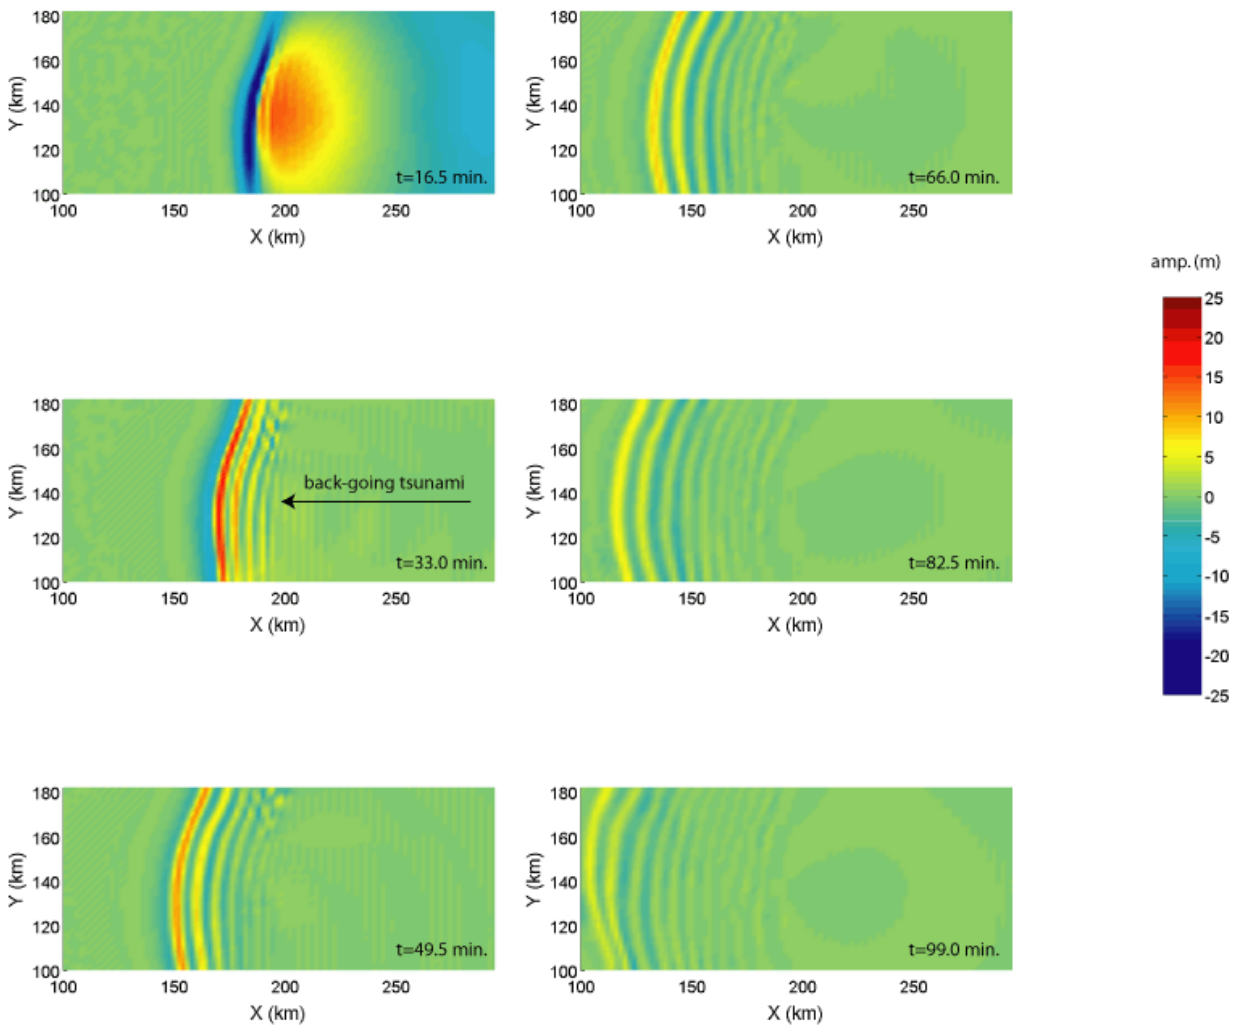 180
160
140
120
100
Y (km)
t=16.5 min.
100 150 200 250
X (km)
180
160
140
120
100
Y (km)
t=66.0 min.
100 150 200 250
X (km)
amp. (m)
25
20
15
10
5
0
-5
-10
-15
-20
-25
180
160
140
120
100
Y (km)
back-going tsunami
t=33.0 min.
100 150 200 250
X (km)
180
160
140
120
100
Y (km)
t=82.5 min.
100 150 200 250
X (km)
180
160
140
120
100
Y (km)
t=49.5 min.
100 150 200 250
X (km)
180
160
140
120
100
Y (km)
t=99.0 min.
100 150 200 250
X (km)